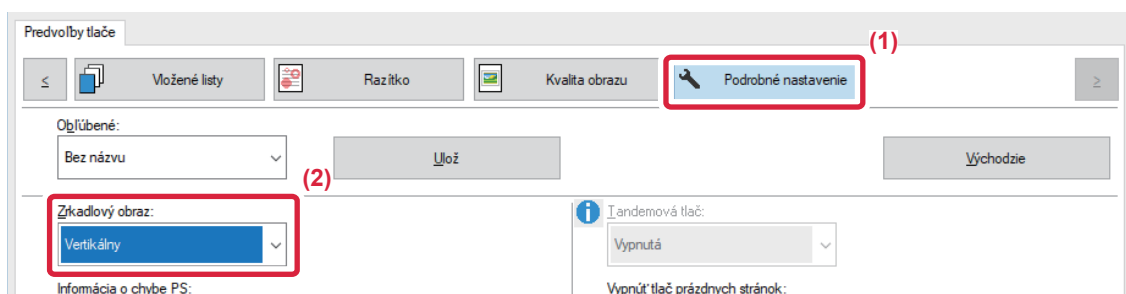 Predvoľby tlače
(1)
< Vložené listy Razítko Kvalita obrazu Podrobné nastavenie >
Obľúbené:
Bez názvu Ulož Východzie
(2)
Zrkadlový obraz: Tandemová tlač:
Vertikálny Vypnutá
Informácia o chybe PS: Vypnúť tlač prázdnych stránok: